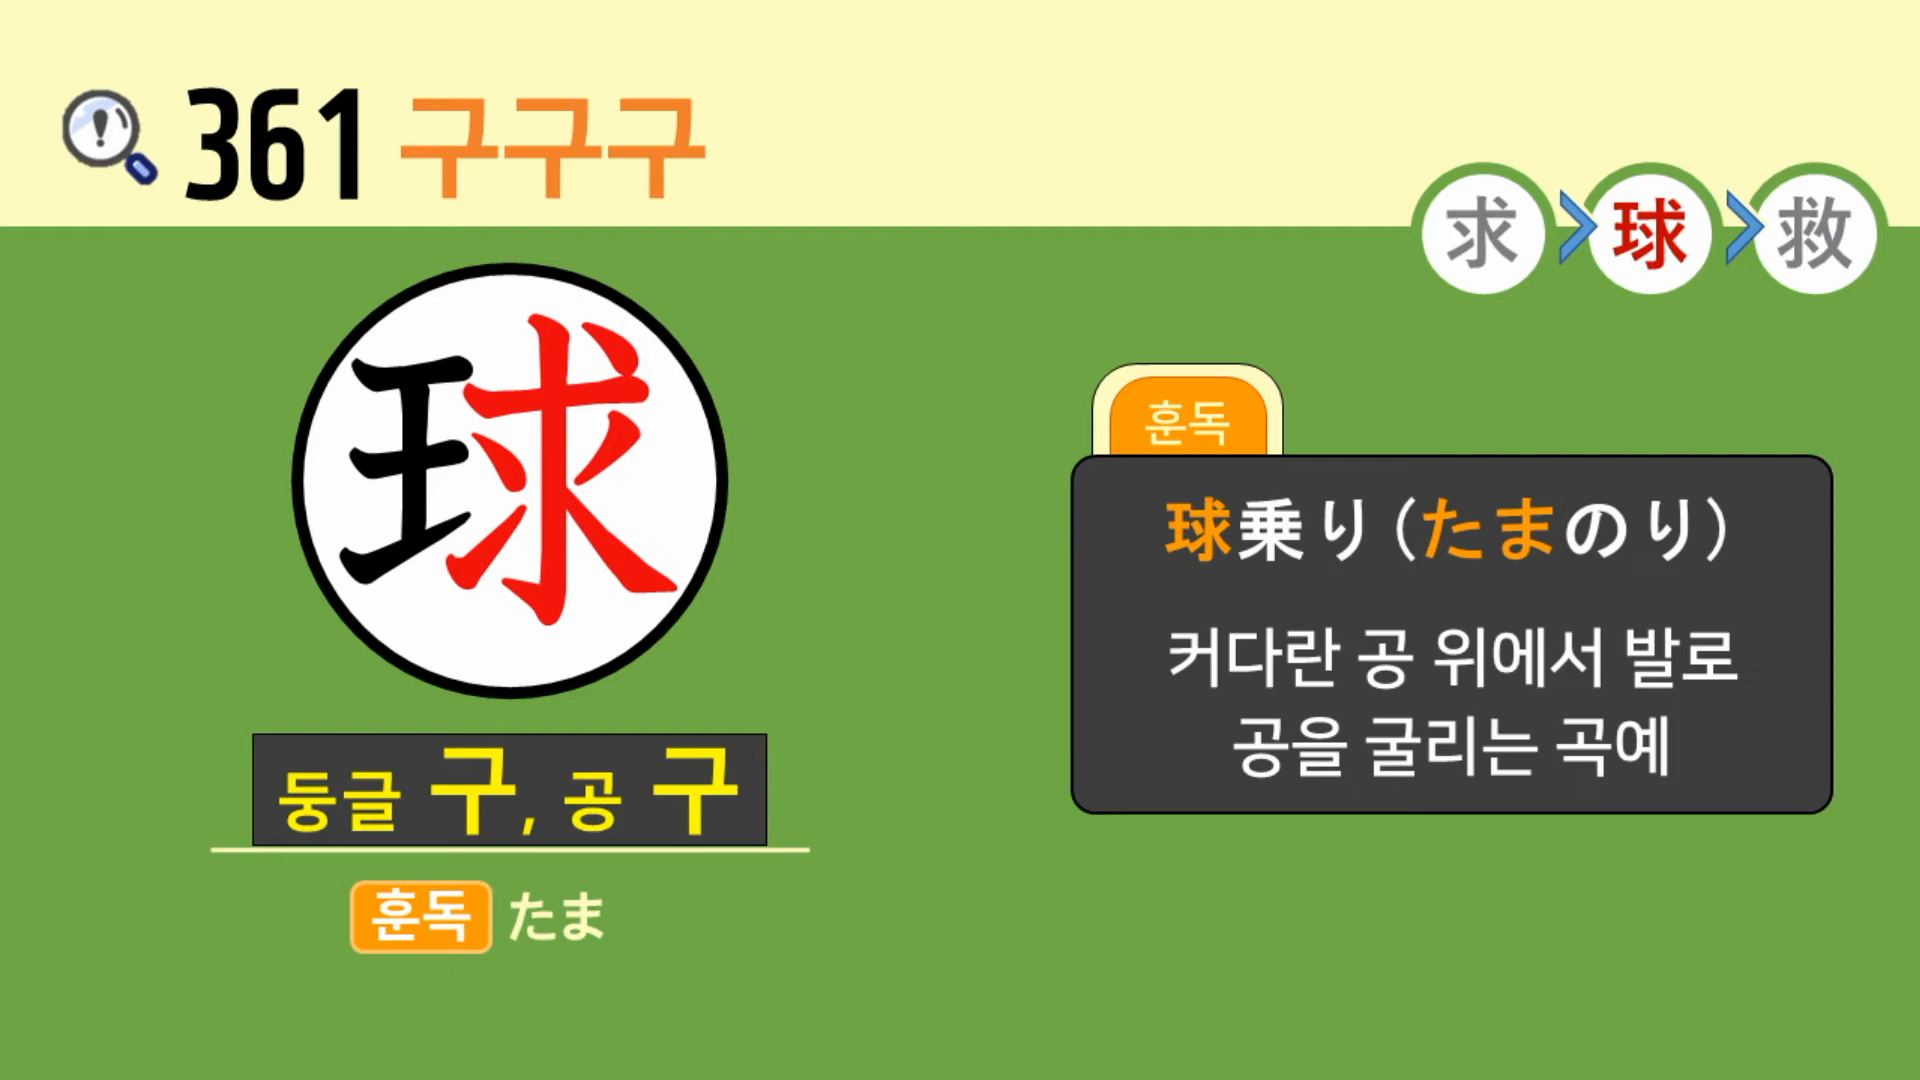 361 구구구
求 > 球 > 救
球
둥글 구, 공 구
훈독 たま
훈독
球乗り(たまのり)
커다란 공 위에서 발로
공을 굴리는 곡예